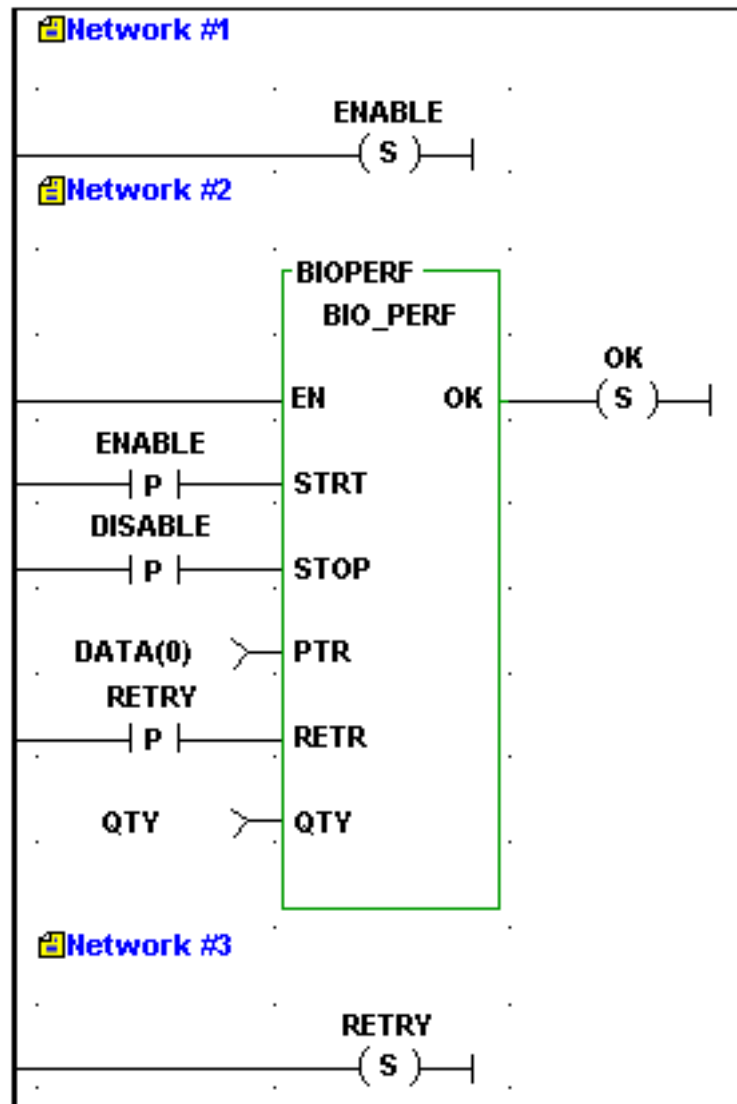 Network #1
ENABLE
S
Network #2
BIOPERF
BIO_PERF
OK
EN OK S
ENABLE
P STRT
DISABLE
P STOP
DATA(0) PTR
RETRY
P RETR
QTY QTY
Network #3
RETRY
S